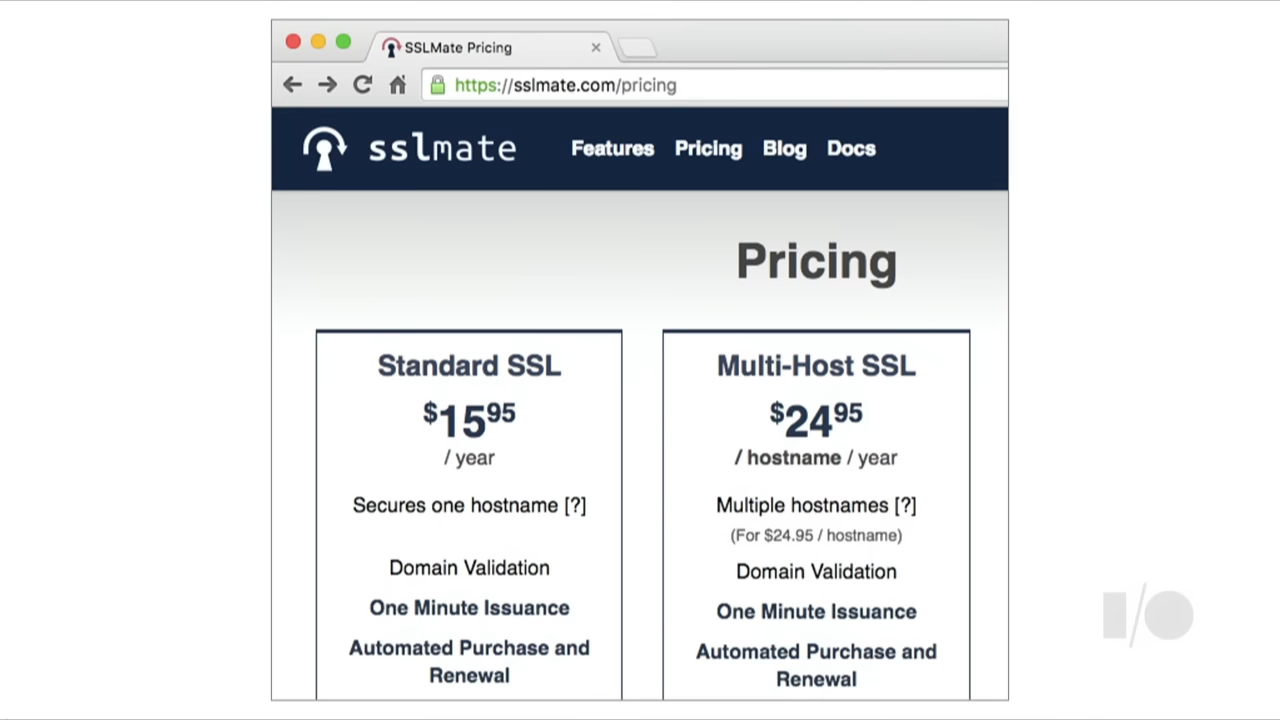 SSLMate Pricing
https://sslmate.com/pricing
sslmate Features Pricing Blog Docs
Pricing
Standard SSL
$1595
/ year
Secures one hostname [?]
Domain Validation
One Minute Issuance
Automated Purchase and
Renewal
Multi-Host SSL
$2495
/ hostname / year
Multiple hostnames [?]
(For $24.95 / hostname)
Domain Validation
One Minute Issuance
Automated Purchase and
Renewal
I/O